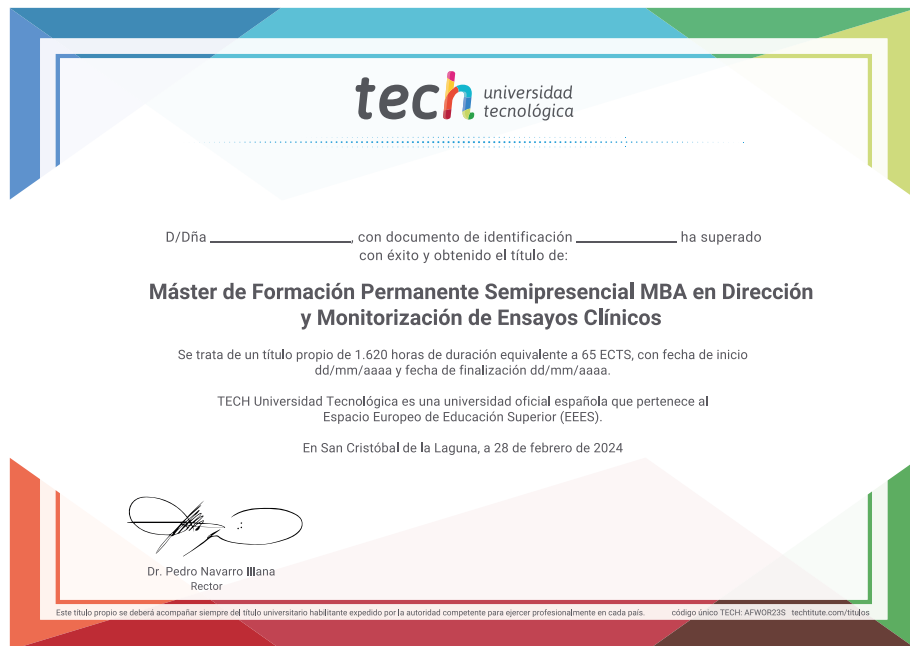 tech universidad
tecnológica
D/Dña ____________, con documento de identificación ____________ ha superado
con éxito y obtenido el título de:
Máster de Formación Permanente Semipresencial MBA en Dirección
y Monitorización de Ensayos Clínicos
Se trata de un título propio de 1.620 horas de duración equivalente a 65 ECTS, con fecha de inicio
dd/mm/aaaa y fecha de finalización dd/mm/aaaa.
TECH Universidad Tecnológica es una universidad oficial española que pertenece al
Espacio Europeo de Educación Superior (EEES).
En San Cristóbal de la Laguna, a 28 de febrero de 2024
Dr. Pedro Navarro Illana
Rector
Este título propio se deberá acompañar siempre del título universitario habilitante expedido por la autoridad competente para ejercer profesionalmente en cada país. código único TECH: AFWOR23S techtitute.com/titulos